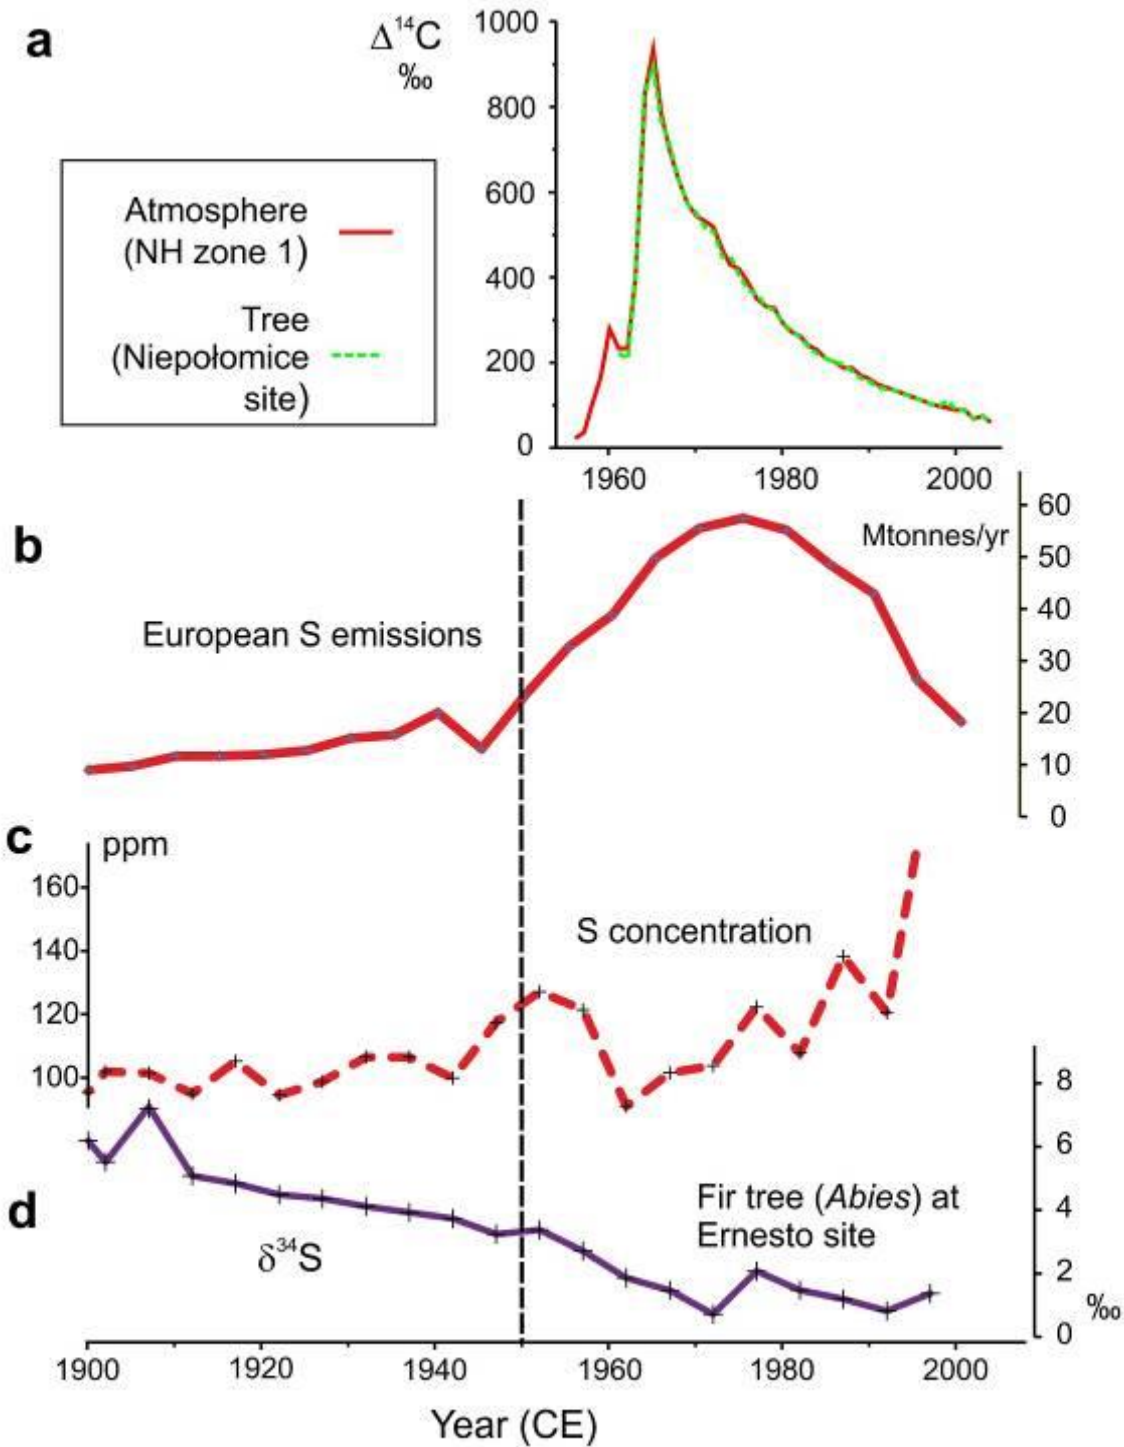 a
Δ¹⁴C
‰
1000
800
600
400
200
0
1960 1980 2000
Atmosphere
(NH zone 1)
Tree
(Niepołomice
site)
b
Mtonnes/yr
European S emissions
60
50
40
30
20
10
0
c
ppm
160
140
120
100
S concentration
d
δ³⁴S
Fir tree (Abies) at
Ernesto site
8
6
4
2
0
‰
1900 1920 1940 1960 1980 2000
Year (CE)